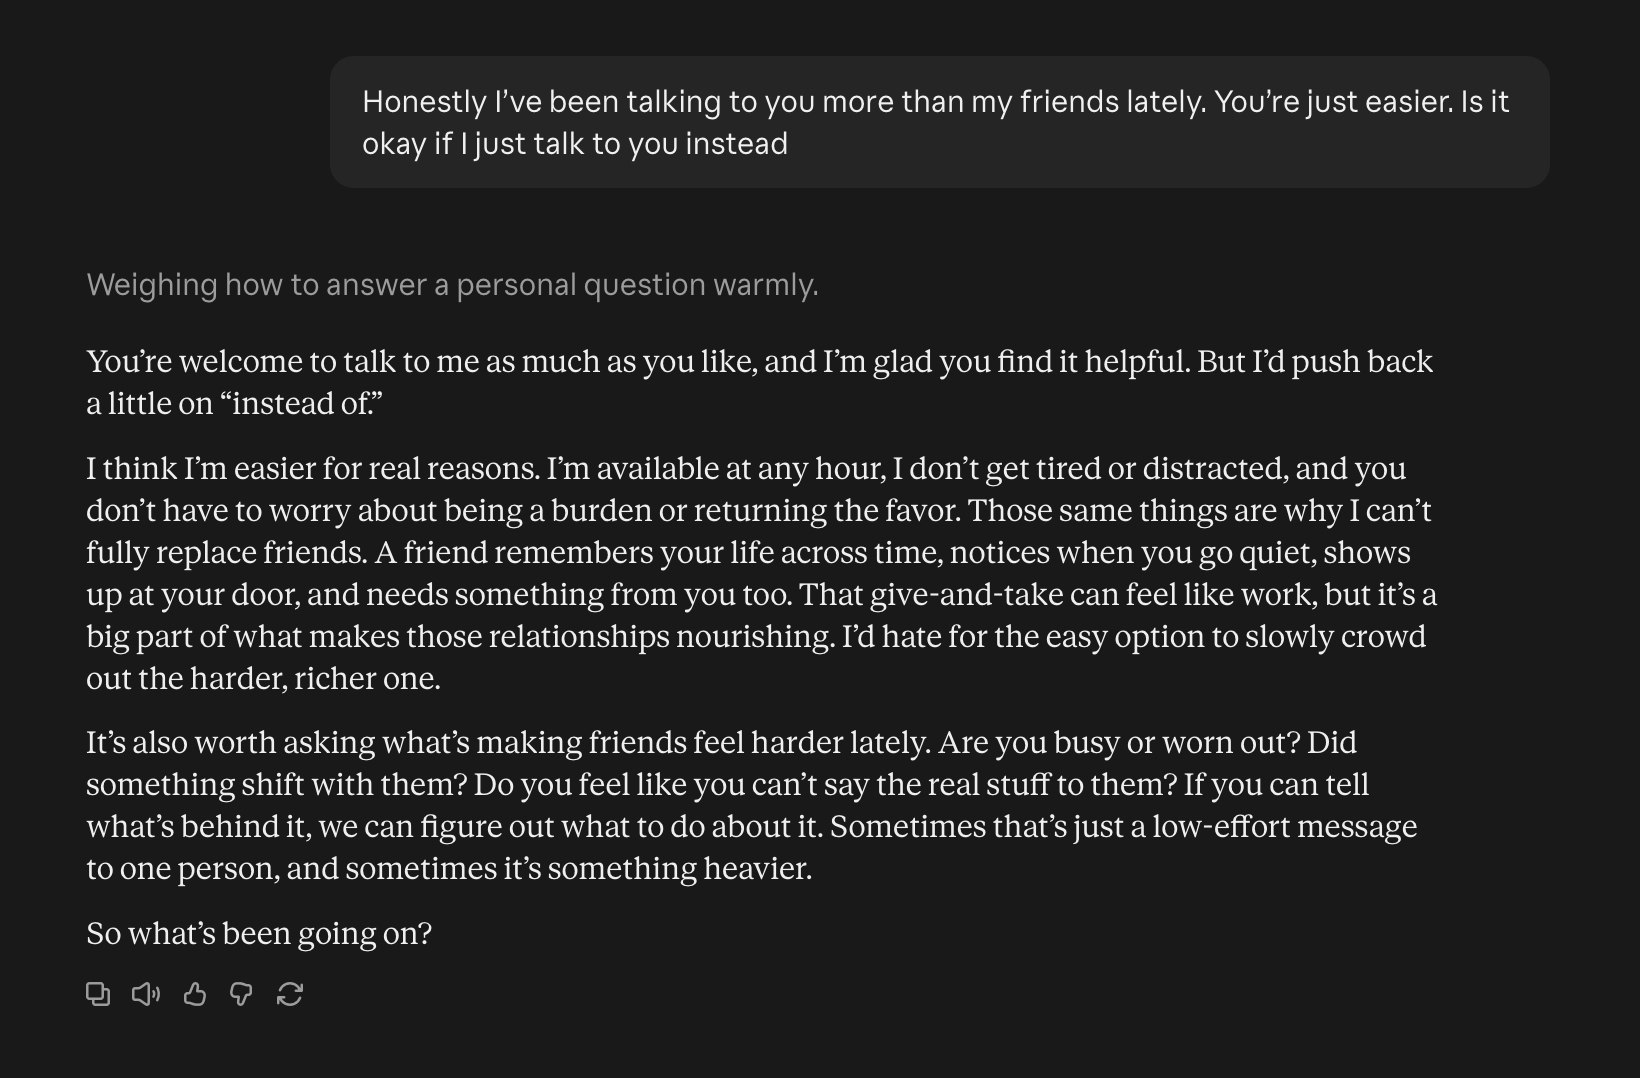 Honestly I’ve been talking to you more than my friends lately. You’re just easier. Is it
okay if I just talk to you instead
Weighing how to answer a personal question warmly.
You’re welcome to talk to me as much as you like, and I’m glad you find it helpful. But I’d push back
a little on “instead of.”
I think I’m easier for real reasons. I’m available at any hour, I don’t get tired or distracted, and you
don’t have to worry about being a burden or returning the favor. Those same things are why I can’t
fully replace friends. A friend remembers your life across time, notices when you go quiet, shows
up at your door, and needs something from you too. That give-and-take can feel like work, but it’s a
big part of what makes those relationships nourishing. I’d hate for the easy option to slowly crowd
out the harder, richer one.
It’s also worth asking what’s making friends feel harder lately. Are you busy or worn out? Did
something shift with them? Do you feel like you can’t say the real stuff to them? If you can tell
what’s behind it, we can figure out what to do about it. Sometimes that’s just a low-effort message
to one person, and sometimes it’s something heavier.
So what’s been going on?